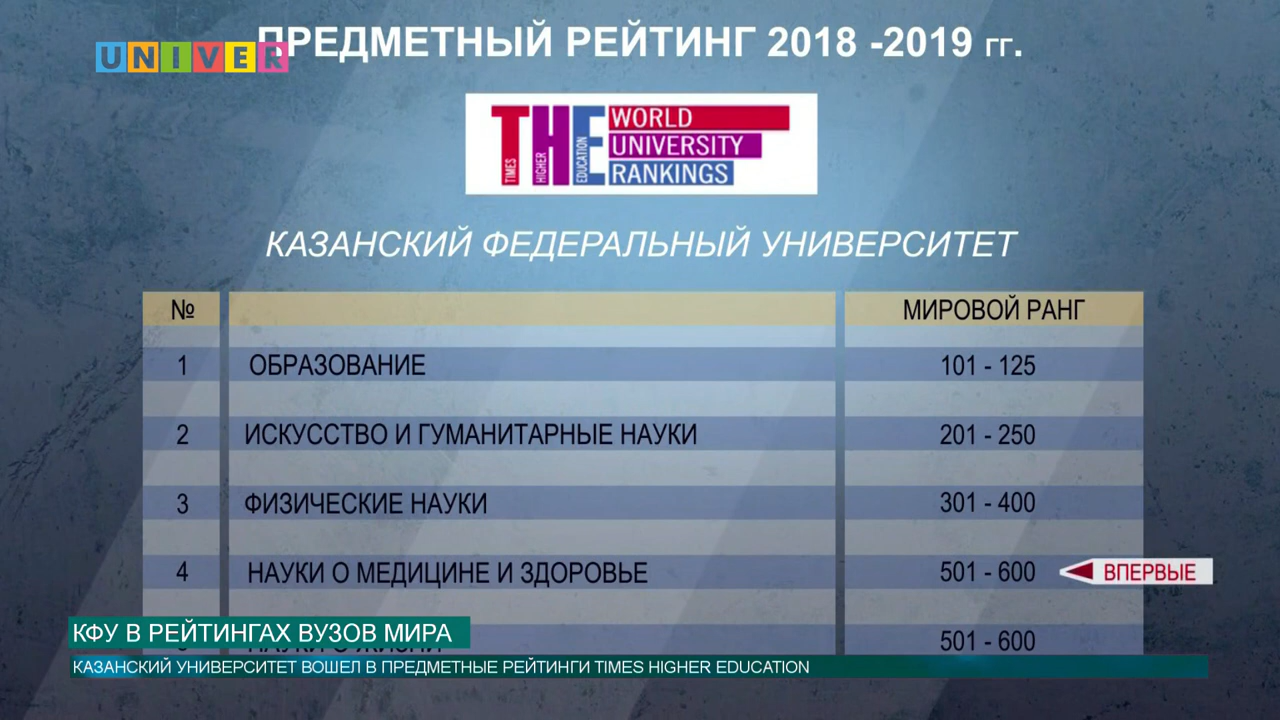 UNIVER
ПРЕДМЕТНЫЙ РЕЙТИНГ 2018 -2019 гг.
THE WORLD UNIVERSITY RANKINGS
TIMES HIGHER EDUCATION
КАЗАНСКИЙ ФЕДЕРАЛЬНЫЙ УНИВЕРСИТЕТ
№ МИРОВОЙ РАНГ
1 ОБРАЗОВАНИЕ 101 - 125
2 ИСКУССТВО И ГУМАНИТАРНЫЕ НАУКИ 201 - 250
3 ФИЗИЧЕСКИЕ НАУКИ 301 - 400
4 НАУКИ О МЕДИЦИНЕ И ЗДОРОВЬЕ 501 - 600 ВПЕРВЫЕ
501 - 600
КФУ В РЕЙТИНГАХ ВУЗОВ МИРА
КАЗАНСКИЙ УНИВЕРСИТЕТ ВОШЕЛ В ПРЕДМЕТНЫЕ РЕЙТИНГИ TIMES HIGHER EDUCATION